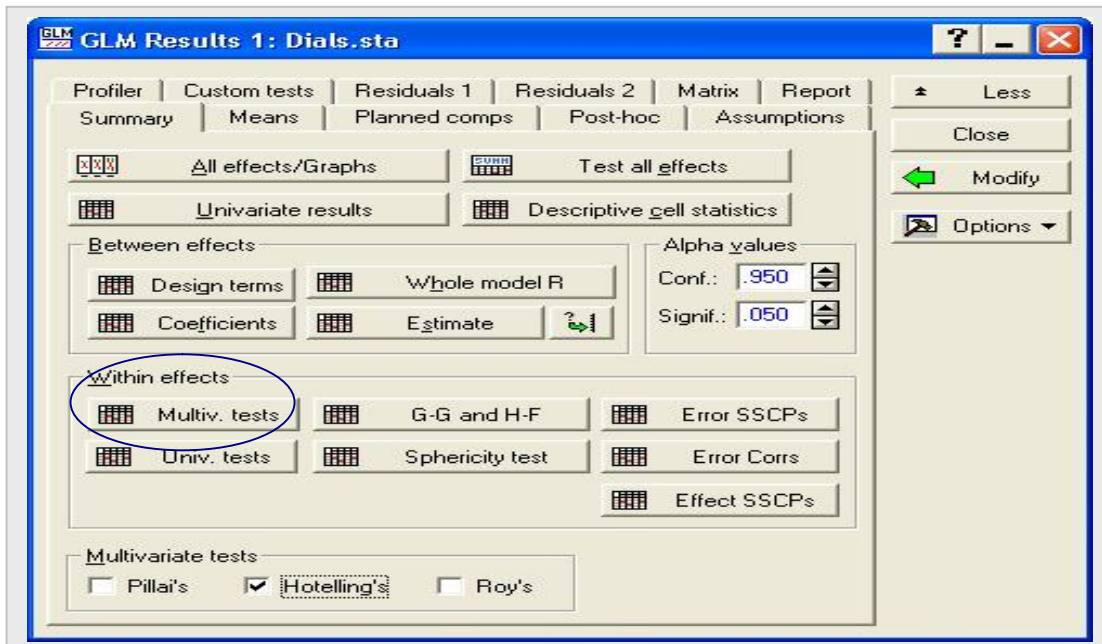 GLM GLM Results 1: Dials.sta
Profiler Custom tests Residuals 1 Residuals 2 Matrix Report
Summary Means Planned comps Post-hoc Assumptions
Less
Close
Modify
Options
All effects/Graphs SUMM Test all effects
Univariate results Descriptive cell statistics
Between effects
Design terms Whole model R
Coefficients Estimate ?
Alpha values
Conf.: .950
Signif.: .050
Within effects
Multiv. tests G-G and H-F Error SSCPs
Univ. tests Sphericity test Error Corrs
Effect SSCPs
Multivariate tests
Pillai's Hotelling's Roy's